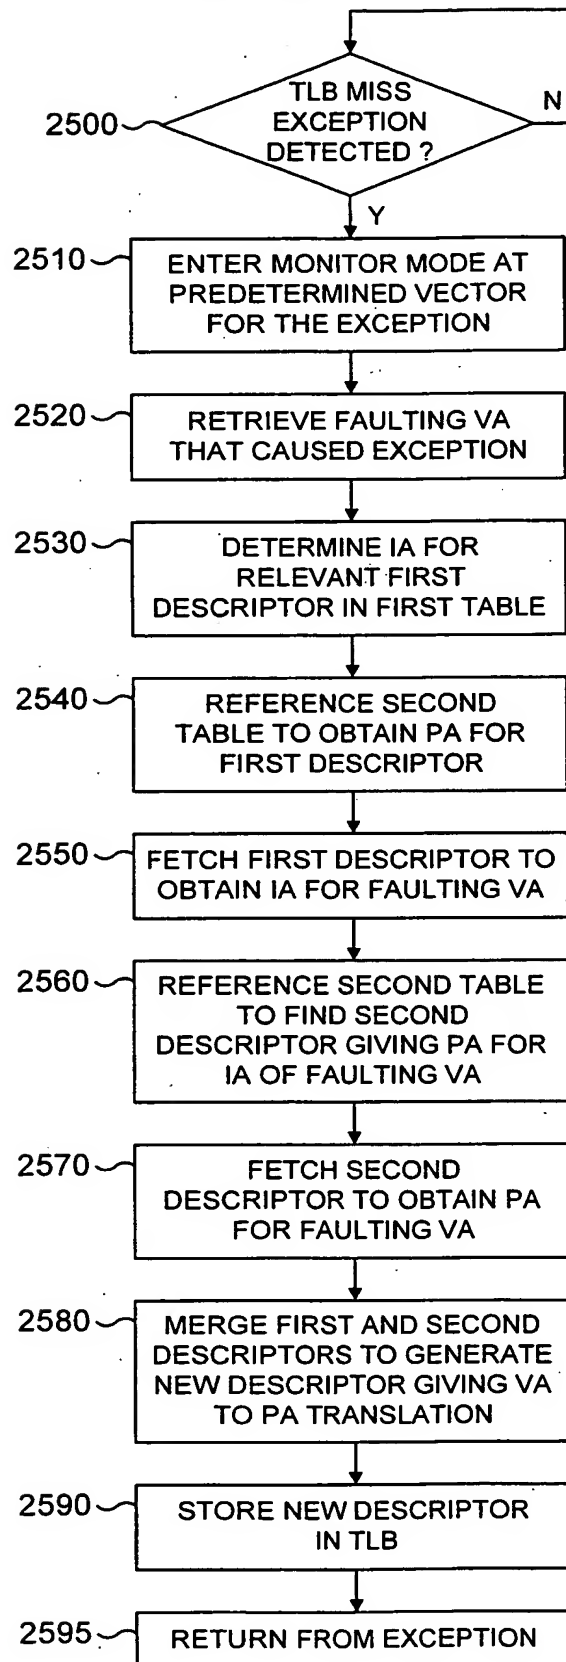 TLB MISS
EXCEPTION
DETECTED ?
N
2500
Y
2510
ENTER MONITOR MODE AT
PREDETERMINED VECTOR
FOR THE EXCEPTION
2520
RETRIEVE FAULTING VA
THAT CAUSED EXCEPTION
2530
DETERMINE IA FOR
RELEVANT FIRST
DESCRIPTOR IN FIRST TABLE
2540
REFERENCE SECOND
TABLE TO OBTAIN PA FOR
FIRST DESCRIPTOR
2550
FETCH FIRST DESCRIPTOR TO
OBTAIN IA FOR FAULTING VA
2560
REFERENCE SECOND TABLE
TO FIND SECOND
DESCRIPTOR GIVING PA FOR
IA OF FAULTING VA
2570
FETCH SECOND
DESCRIPTOR TO OBTAIN PA
FOR FAULTING VA
2580
MERGE FIRST AND SECOND
DESCRIPTORS TO GENERATE
NEW DESCRIPTOR GIVING VA
TO PA TRANSLATION
2590
STORE NEW DESCRIPTOR
IN TLB
2595
RETURN FROM EXCEPTION